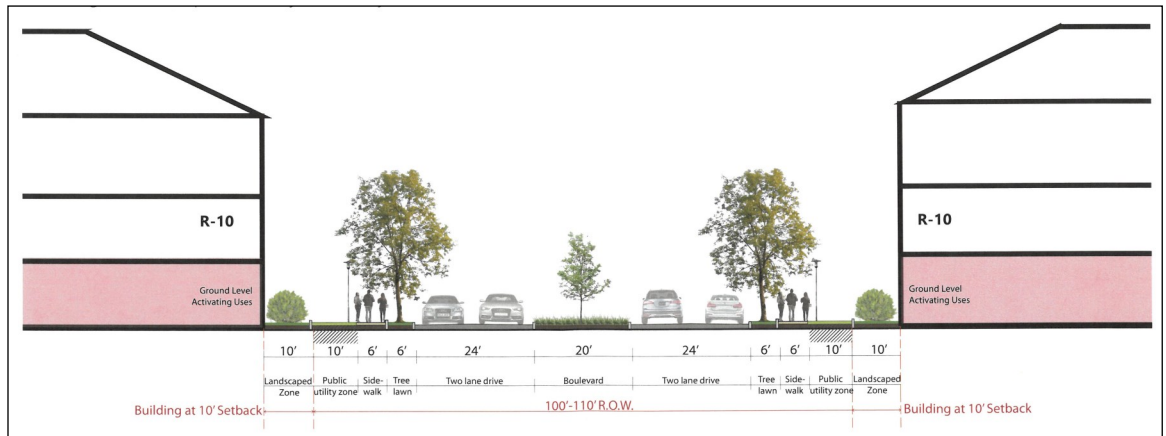 R-10
R-10
Ground Level
Activating Uses
Ground Level
Activating Uses
10' 10' 6' 6' 24' 20' 24' 6' 6' 10' 10'
Landscaped Zone
Public utility zone
Side-walk
Tree lawn
Two lane drive
Boulevard
Two lane drive
Tree lawn
Side-walk
Public utility zone
Landscaped Zone
Building at 10' Setback
100'-110' R.O.W.
Building at 10' Setback